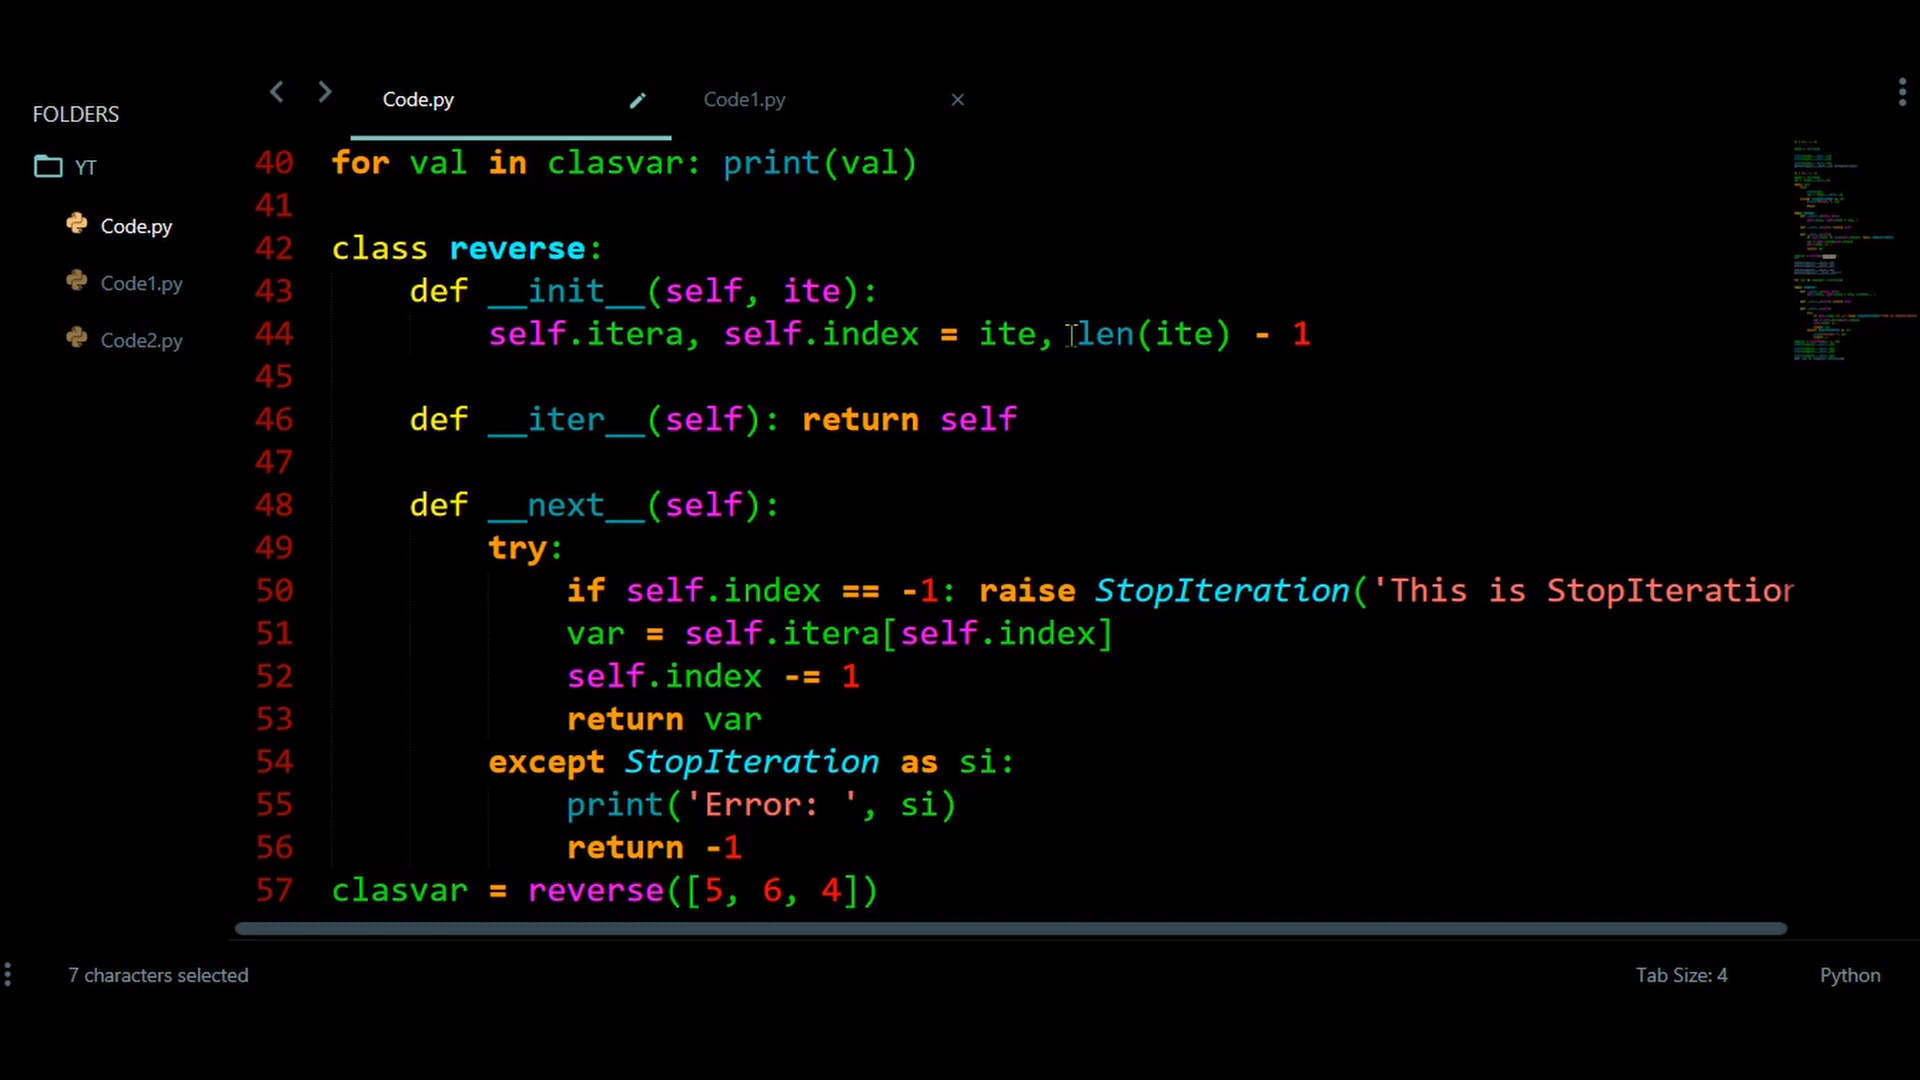 FOLDERS
YT
Code.py
Code1.py
Code2.py
Code.py
Code1.py
40 for val in clasvar: print(val)
41
42 class reverse:
43     def __init__(self, ite):
44         self.itera, self.index = ite, len(ite) - 1
45
46     def __iter__(self): return self
47
48     def __next__(self):
49         try:
50             if self.index == -1: raise StopIteration('This is StopIteration
51             var = self.itera[self.index]
52             self.index -= 1
53             return var
54         except StopIteration as si:
55             print('Error: ', si)
56             return -1
57 clasvar = reverse([5, 6, 4])
7 characters selected
Tab Size: 4
Python